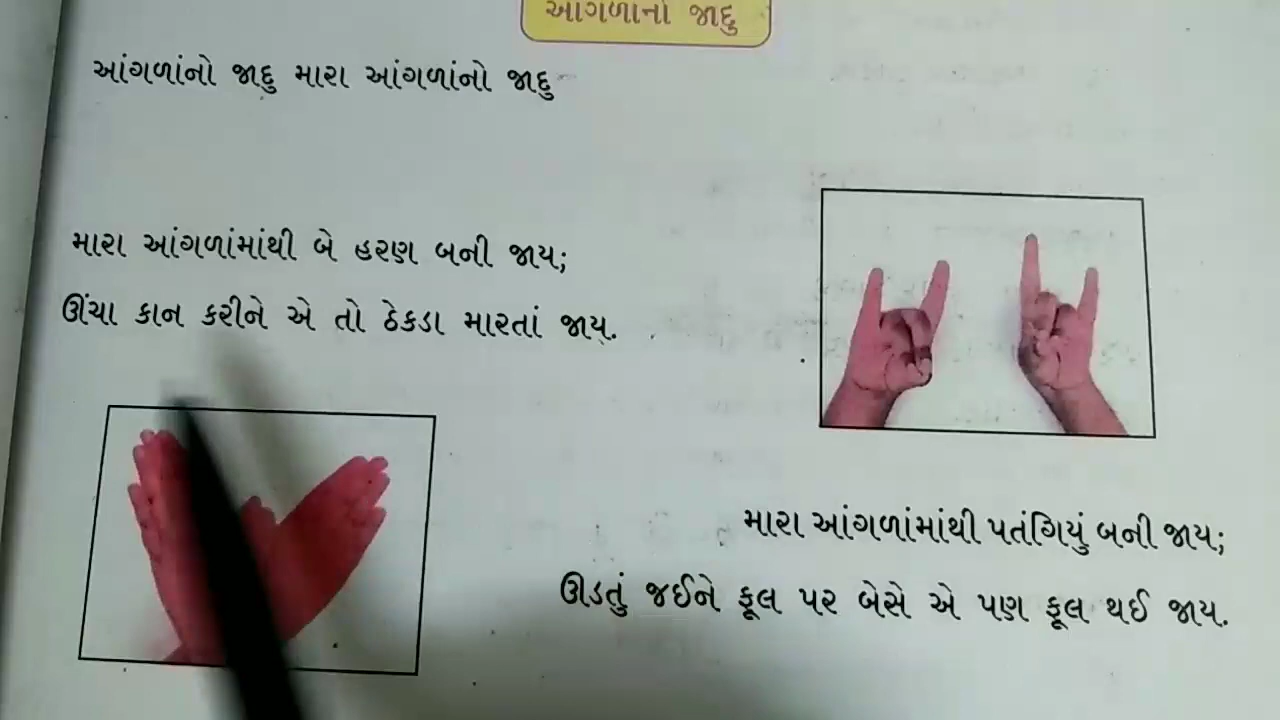 આંગળાંનો જાદુ
આંગળાંનો જાદુ મારા આંગળાંનો જાદુ
મારા આંગળાંમાંથી બે હરણ બની જાય;
ઊંચા કાન કરીને એ તો ઠેકડા મારતાં જાય.
મારા આંગળાંમાંથી પતંગિયું બની જાય;
ઊડતું જઈને ફૂલ પર બેસે એ પણ ફૂલ થઈ જાય.